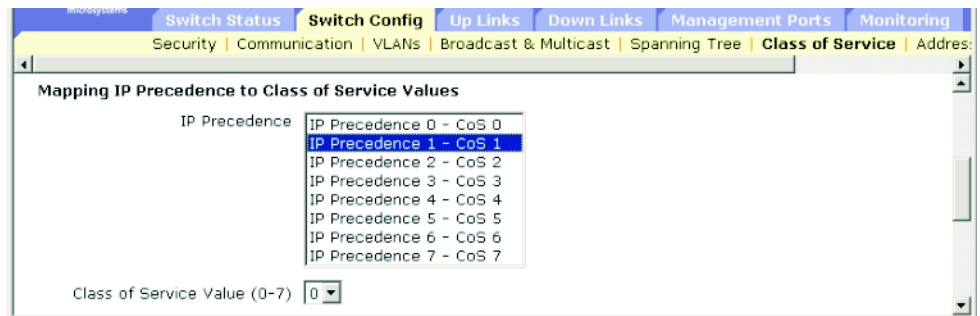 microsystems
Switch Status Switch Config Up Links Down Links Management Ports Monitoring
Security | Communication | VLANs | Broadcast & Multicast | Spanning Tree | Class of Service | Addres
Mapping IP Precedence to Class of Service Values
IP Precedence
IP Precedence 0 - CoS 0
IP Precedence 1 - CoS 1
IP Precedence 2 - CoS 2
IP Precedence 3 - CoS 3
IP Precedence 4 - CoS 4
IP Precedence 5 - CoS 5
IP Precedence 6 - CoS 6
IP Precedence 7 - CoS 7
Class of Service Value (0-7) 0